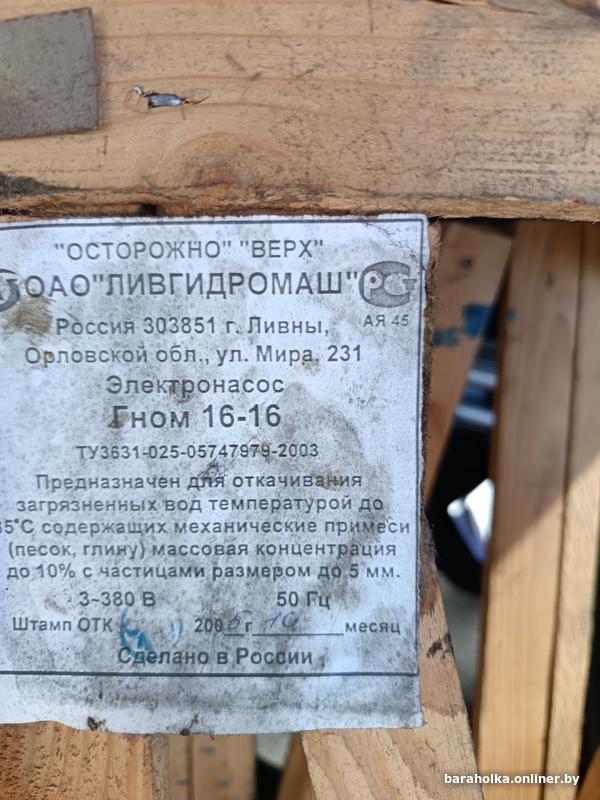 "ОСТОРОЖНО" "ВЕРХ"
ОАО"ЛИВГИДРОМАШ"
РСТ
АЯ 45
Россия 303851 г. Ливны,
Орловской обл., ул. Мира, 231
Электронасос
Гном 16-16
ТУ3631-025-05747979-2003
Предназначен для откачивания
загрязненных вод температурой до
35°С содержащих механические примеси
(песок, глину) массовая концентрация
до 10% с частицами размером до 5 мм.
3~380 В 50 Гц
Штамп ОТК 200 г 10 месяц
Сделано в России
baraholka.onliner.by